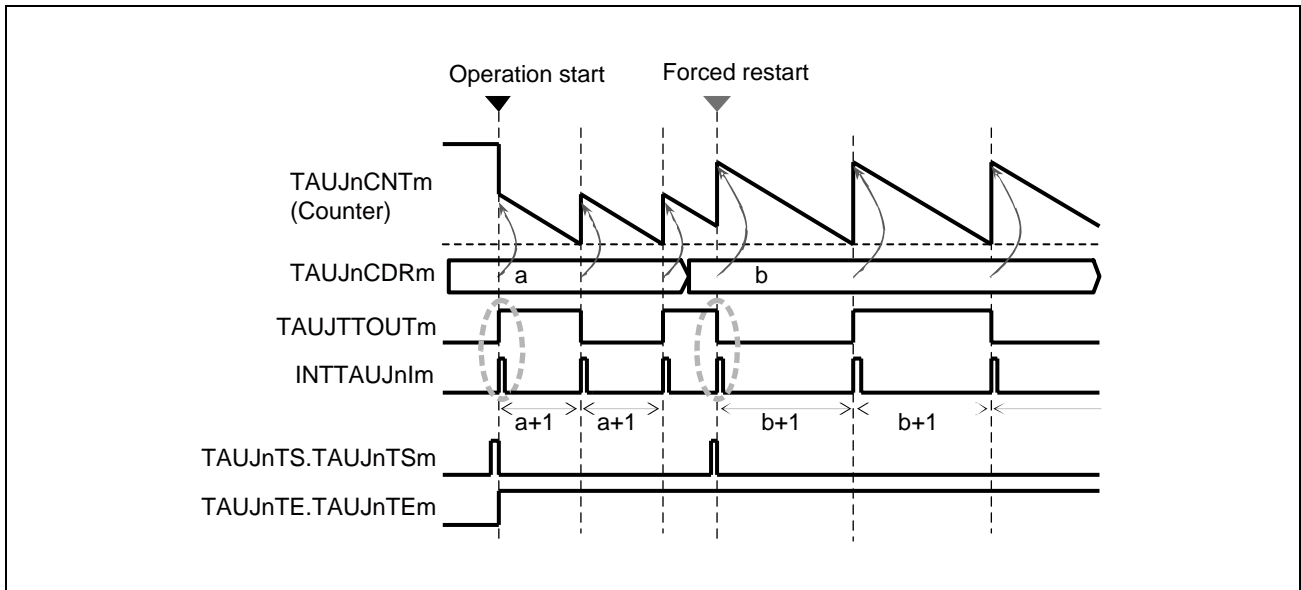 Operation start Forced restart
TAUJnCNTm
(Counter)
TAUJnCDRm a b
TAUJTTOUTm
INTTAUJnIm
a+1 a+1 b+1 b+1
TAUJnTS.TAUJnTSm
TAUJnTE.TAUJnTEm